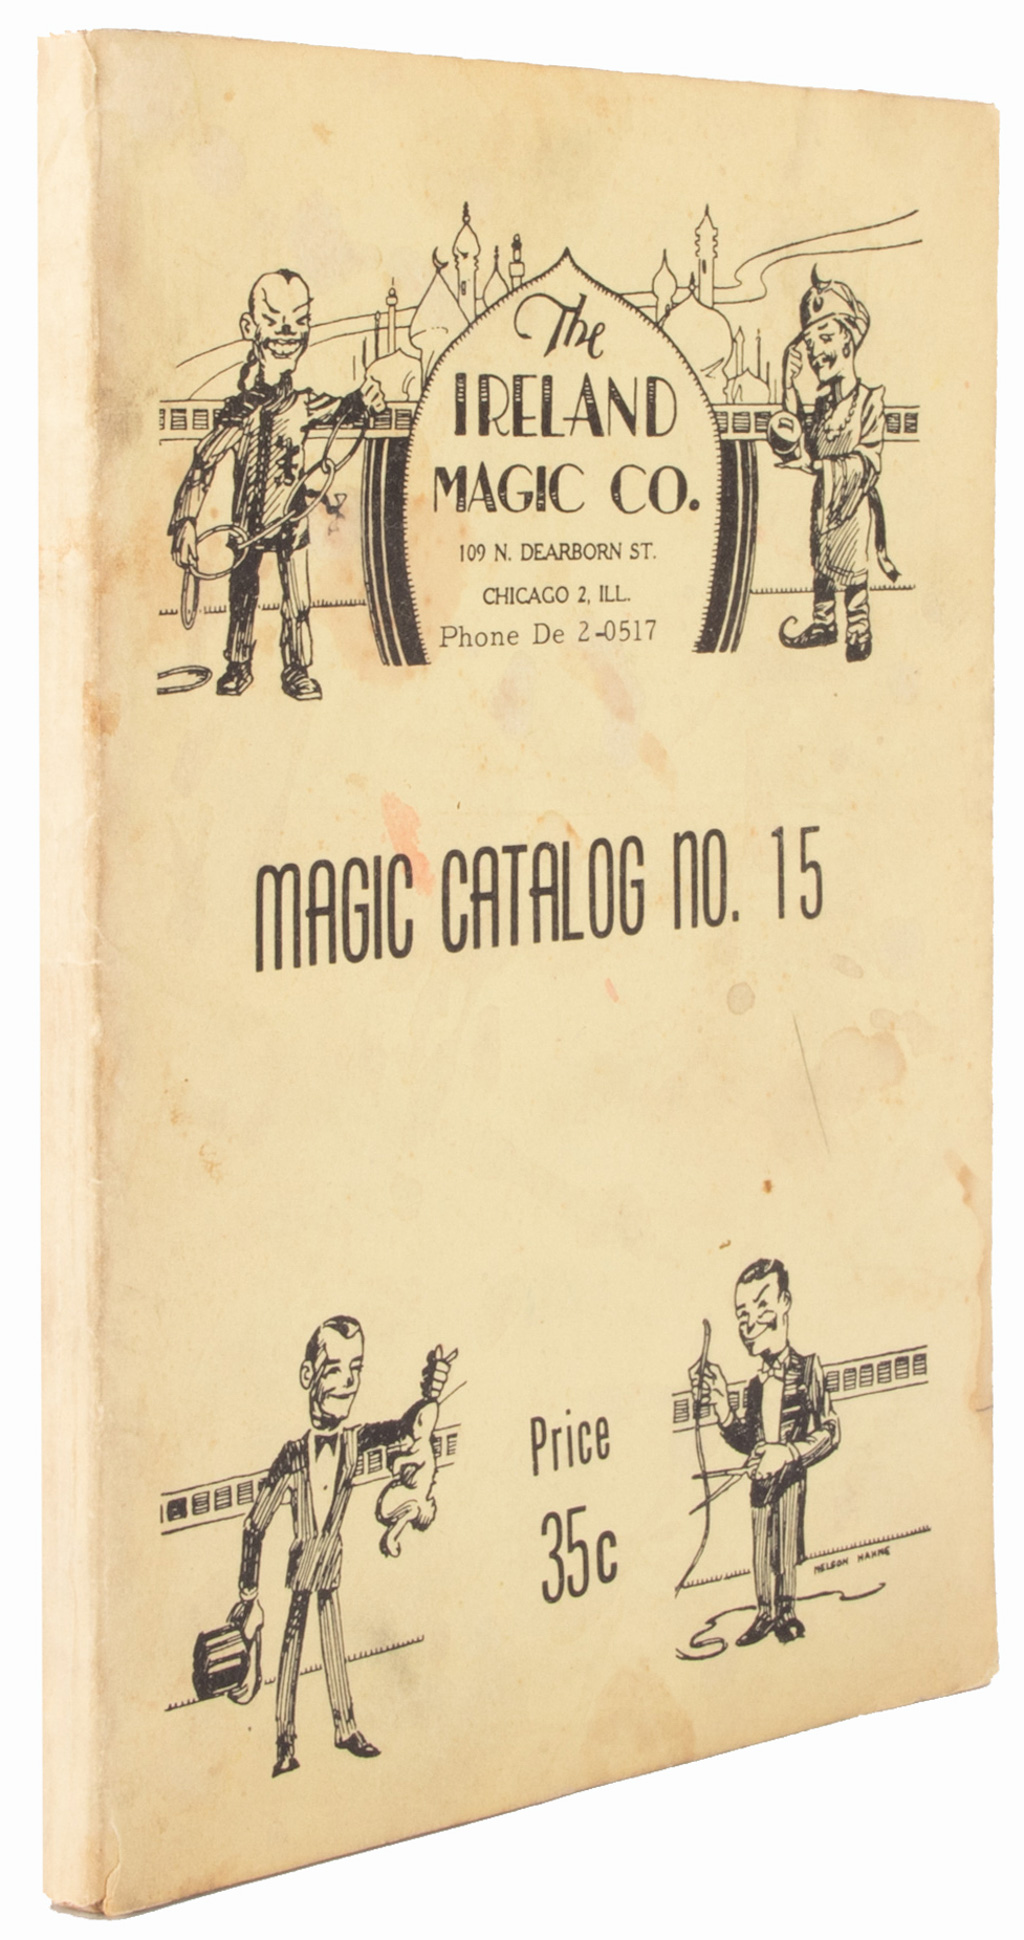 The
IRELAND
MAGIC CO.
109 N. DEARBORN ST.
CHICAGO 2, ILL.
Phone De 2-0517
MAGIC CATALOG NO. 15
Price
35c
NELSON HAHNE